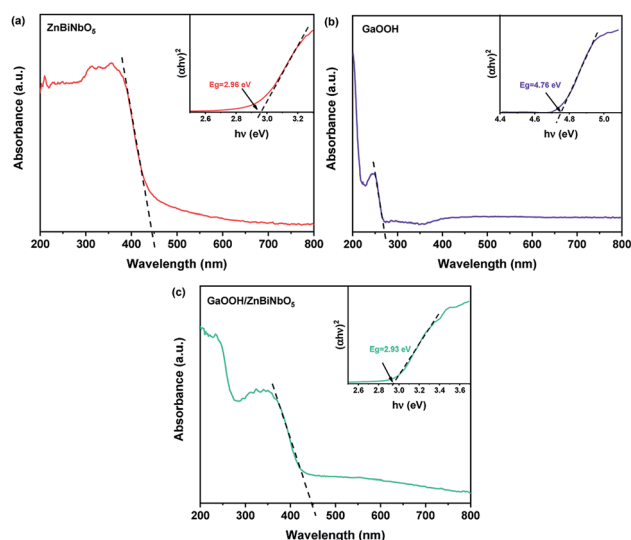 (a)
ZnBiNbO₅
Absorbance (a.u.)
200 300 400 500 600 700 800
Wavelength (nm)
(αhν)²
Eg=2.96 eV
2.6 2.8 3.0 3.2
hν (eV)
(b)
GaOOH
Absorbance (a.u.)
200 300 400 500 600 700 800
Wavelength (nm)
(αhν)²
Eg=4.76 eV
4.4 4.6 4.8 5.0
hν (eV)
(c)
GaOOH/ZnBiNbO₅
Absorbance (a.u.)
200 300 400 500 600 700 800
Wavelength (nm)
(αhν)²
Eg=2.93 eV
2.6 2.8 3.0 3.2 3.4 3.6
hν (eV)